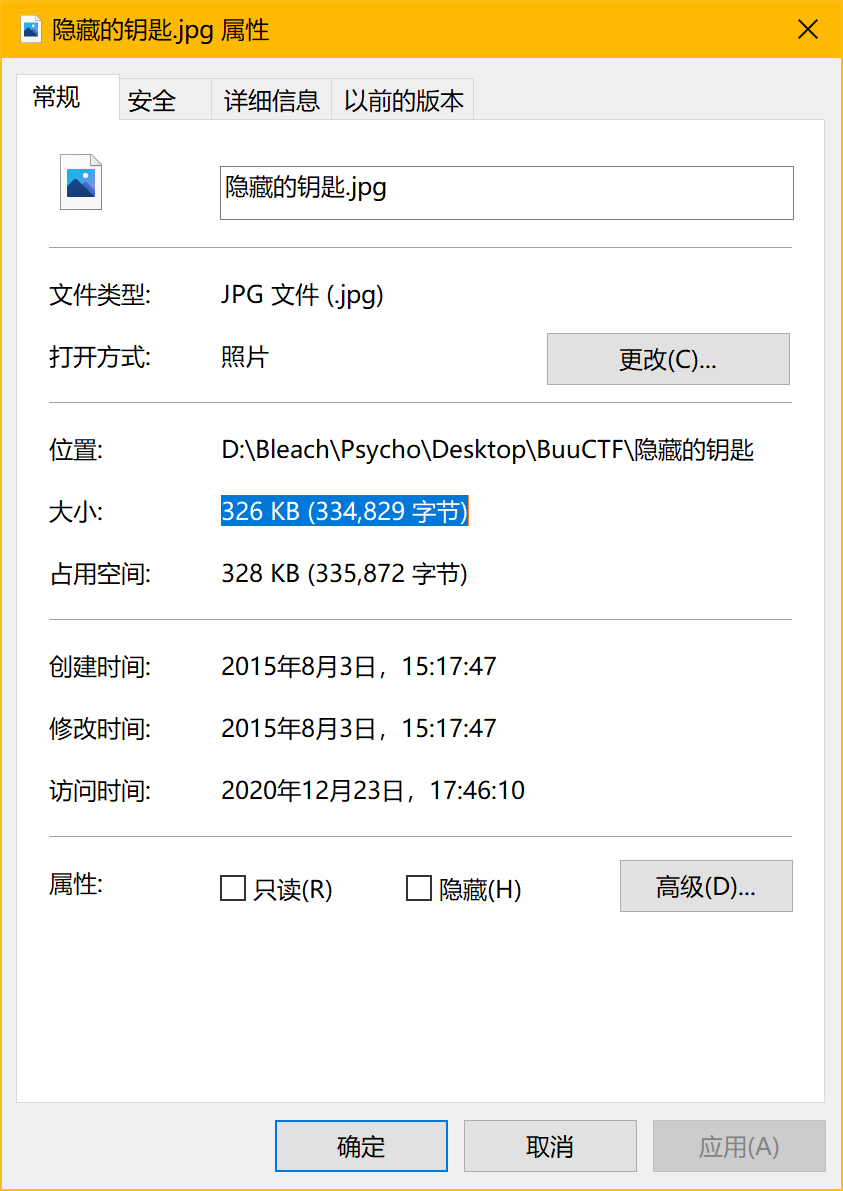 隐藏的钥匙.jpg 属性
常规 安全 详细信息 以前的版本
隐藏的钥匙.jpg
文件类型: JPG 文件 (.jpg)
打开方式: 照片 更改(C)...
位置: D:\Bleach\Psycho\Desktop\BuuCTF\隐藏的钥匙
大小: 326 KB (334,829 字节)
占用空间: 328 KB (335,872 字节)
创建时间: 2015年8月3日，15:17:47
修改时间: 2015年8月3日，15:17:47
访问时间: 2020年12月23日，17:46:10
属性: 只读(R) 隐藏(H) 高级(D)...
确定 取消 应用(A)